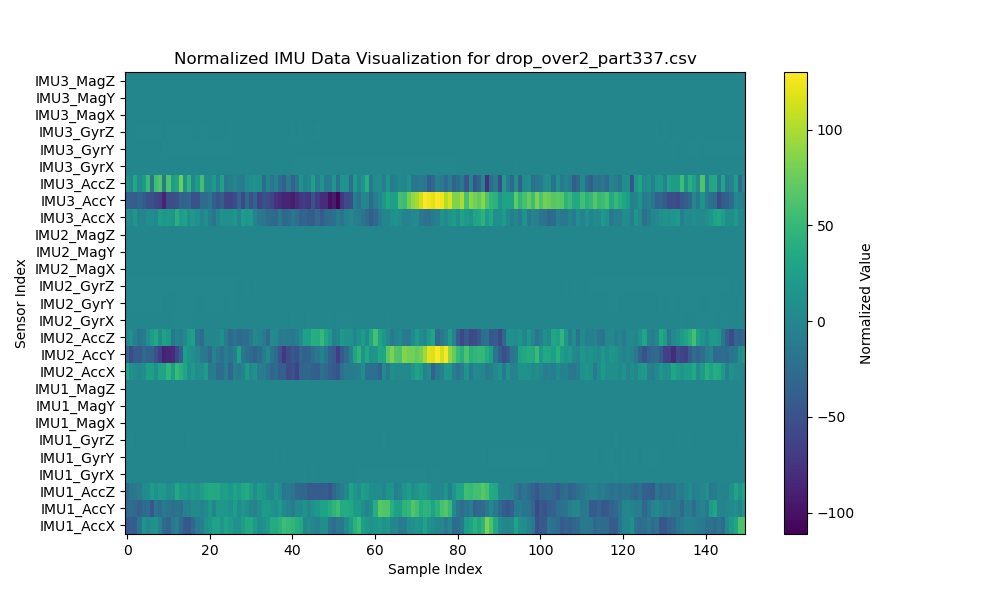 Normalized IMU Data Visualization for drop_over2_part337.csv
IMU3_MagZ
IMU3_MagY
IMU3_MagX
IMU3_GyrZ
IMU3_GyrY
IMU3_GyrX
IMU3_AccZ
IMU3_AccY
IMU3_AccX
IMU2_MagZ
IMU2_MagY
IMU2_MagX
IMU2_GyrZ
IMU2_GyrY
IMU2_GyrX
IMU2_AccZ
IMU2_AccY
IMU2_AccX
IMU1_MagZ
IMU1_MagY
IMU1_MagX
IMU1_GyrZ
IMU1_GyrY
IMU1_GyrX
IMU1_AccZ
IMU1_AccY
IMU1_AccX
Sensor Index
0 20 40 60 80 100 120 140
Sample Index
100
50
0
−50
−100
Normalized Value